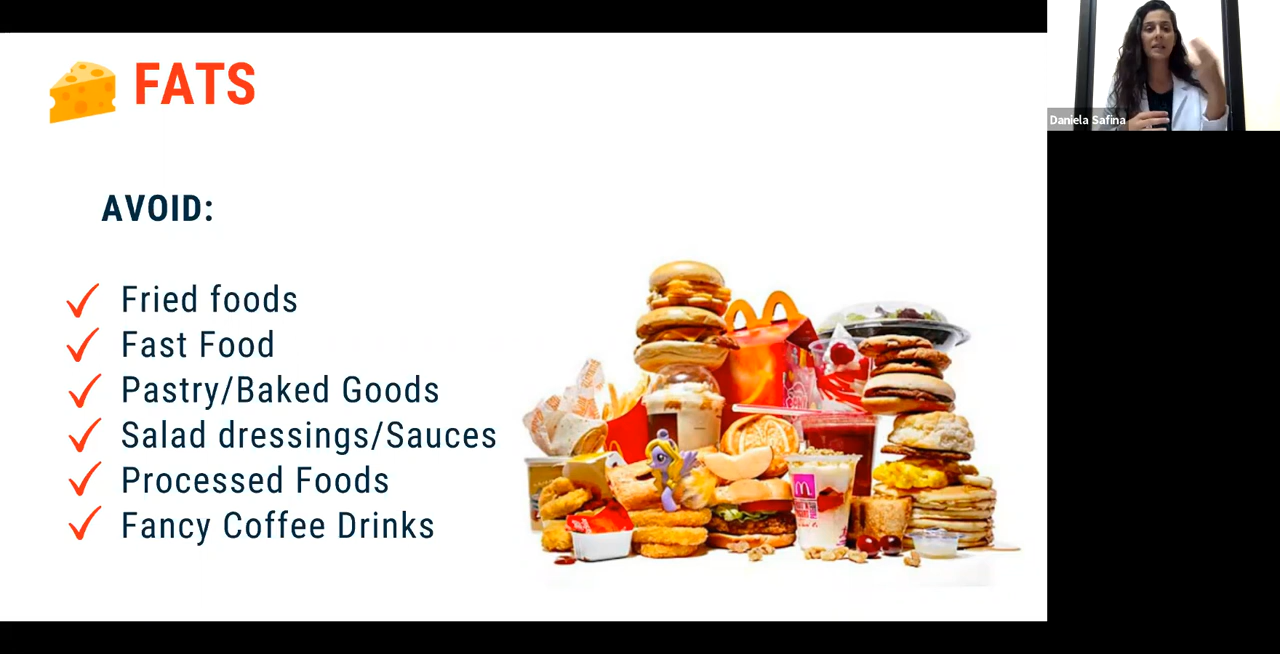 FATS
Daniela Safina
AVOID:
Fried foods
Fast Food
Pastry/Baked Goods
Salad dressings/Sauces
Processed Foods
Fancy Coffee Drinks